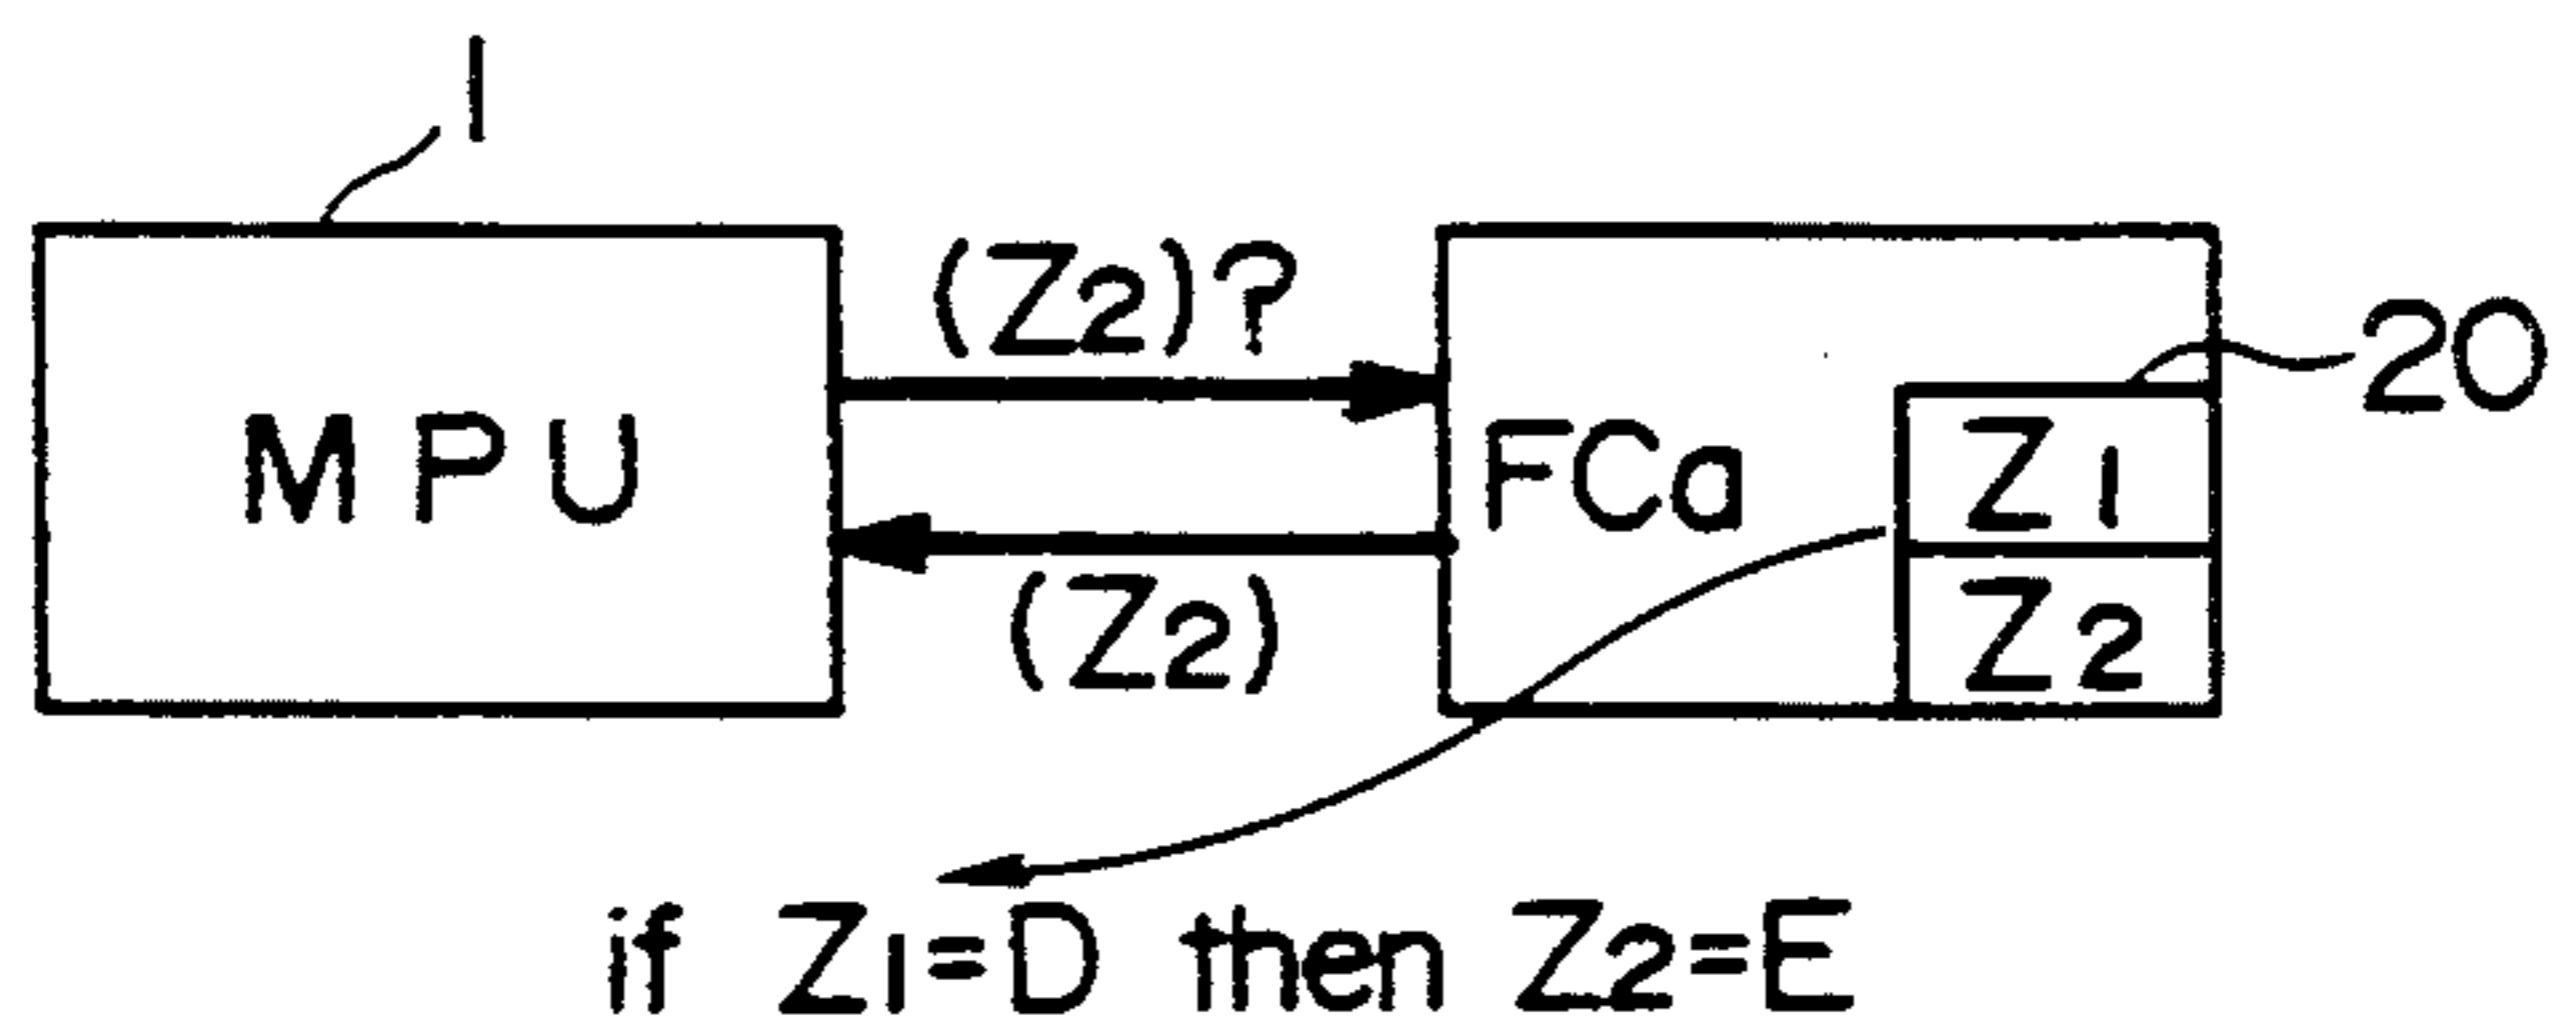 1
(Z2)?
20
MPU
FCa
Z1
(Z2)
Z2
if Z1=D then Z2=E